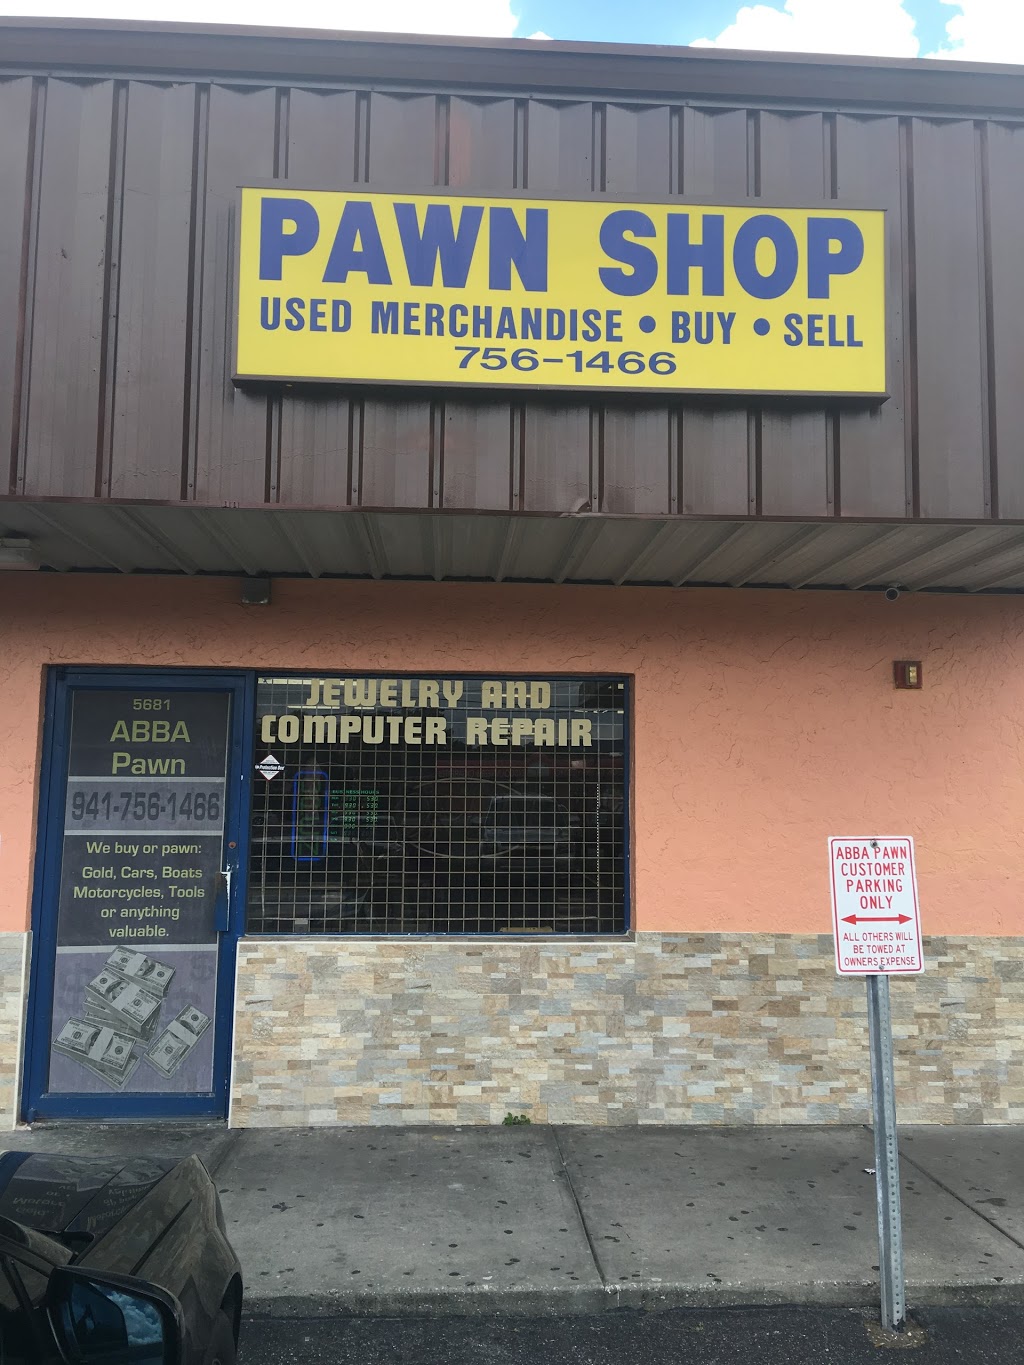 PAWN SHOP
USED MERCHANDISE • BUY • SELL
756-1466
JEWELRY AND
COMPUTER REPAIR
5681
ABBA
Pawn
941-756-1466
We buy or pawn:
Gold, Cars, Boats
Motorcycles, Tools
or anything
valuable.
ABBA PAWN
CUSTOMER
PARKING
ONLY
ALL OTHERS WILL
BE TOWED AT
OWNERS EXPENSE